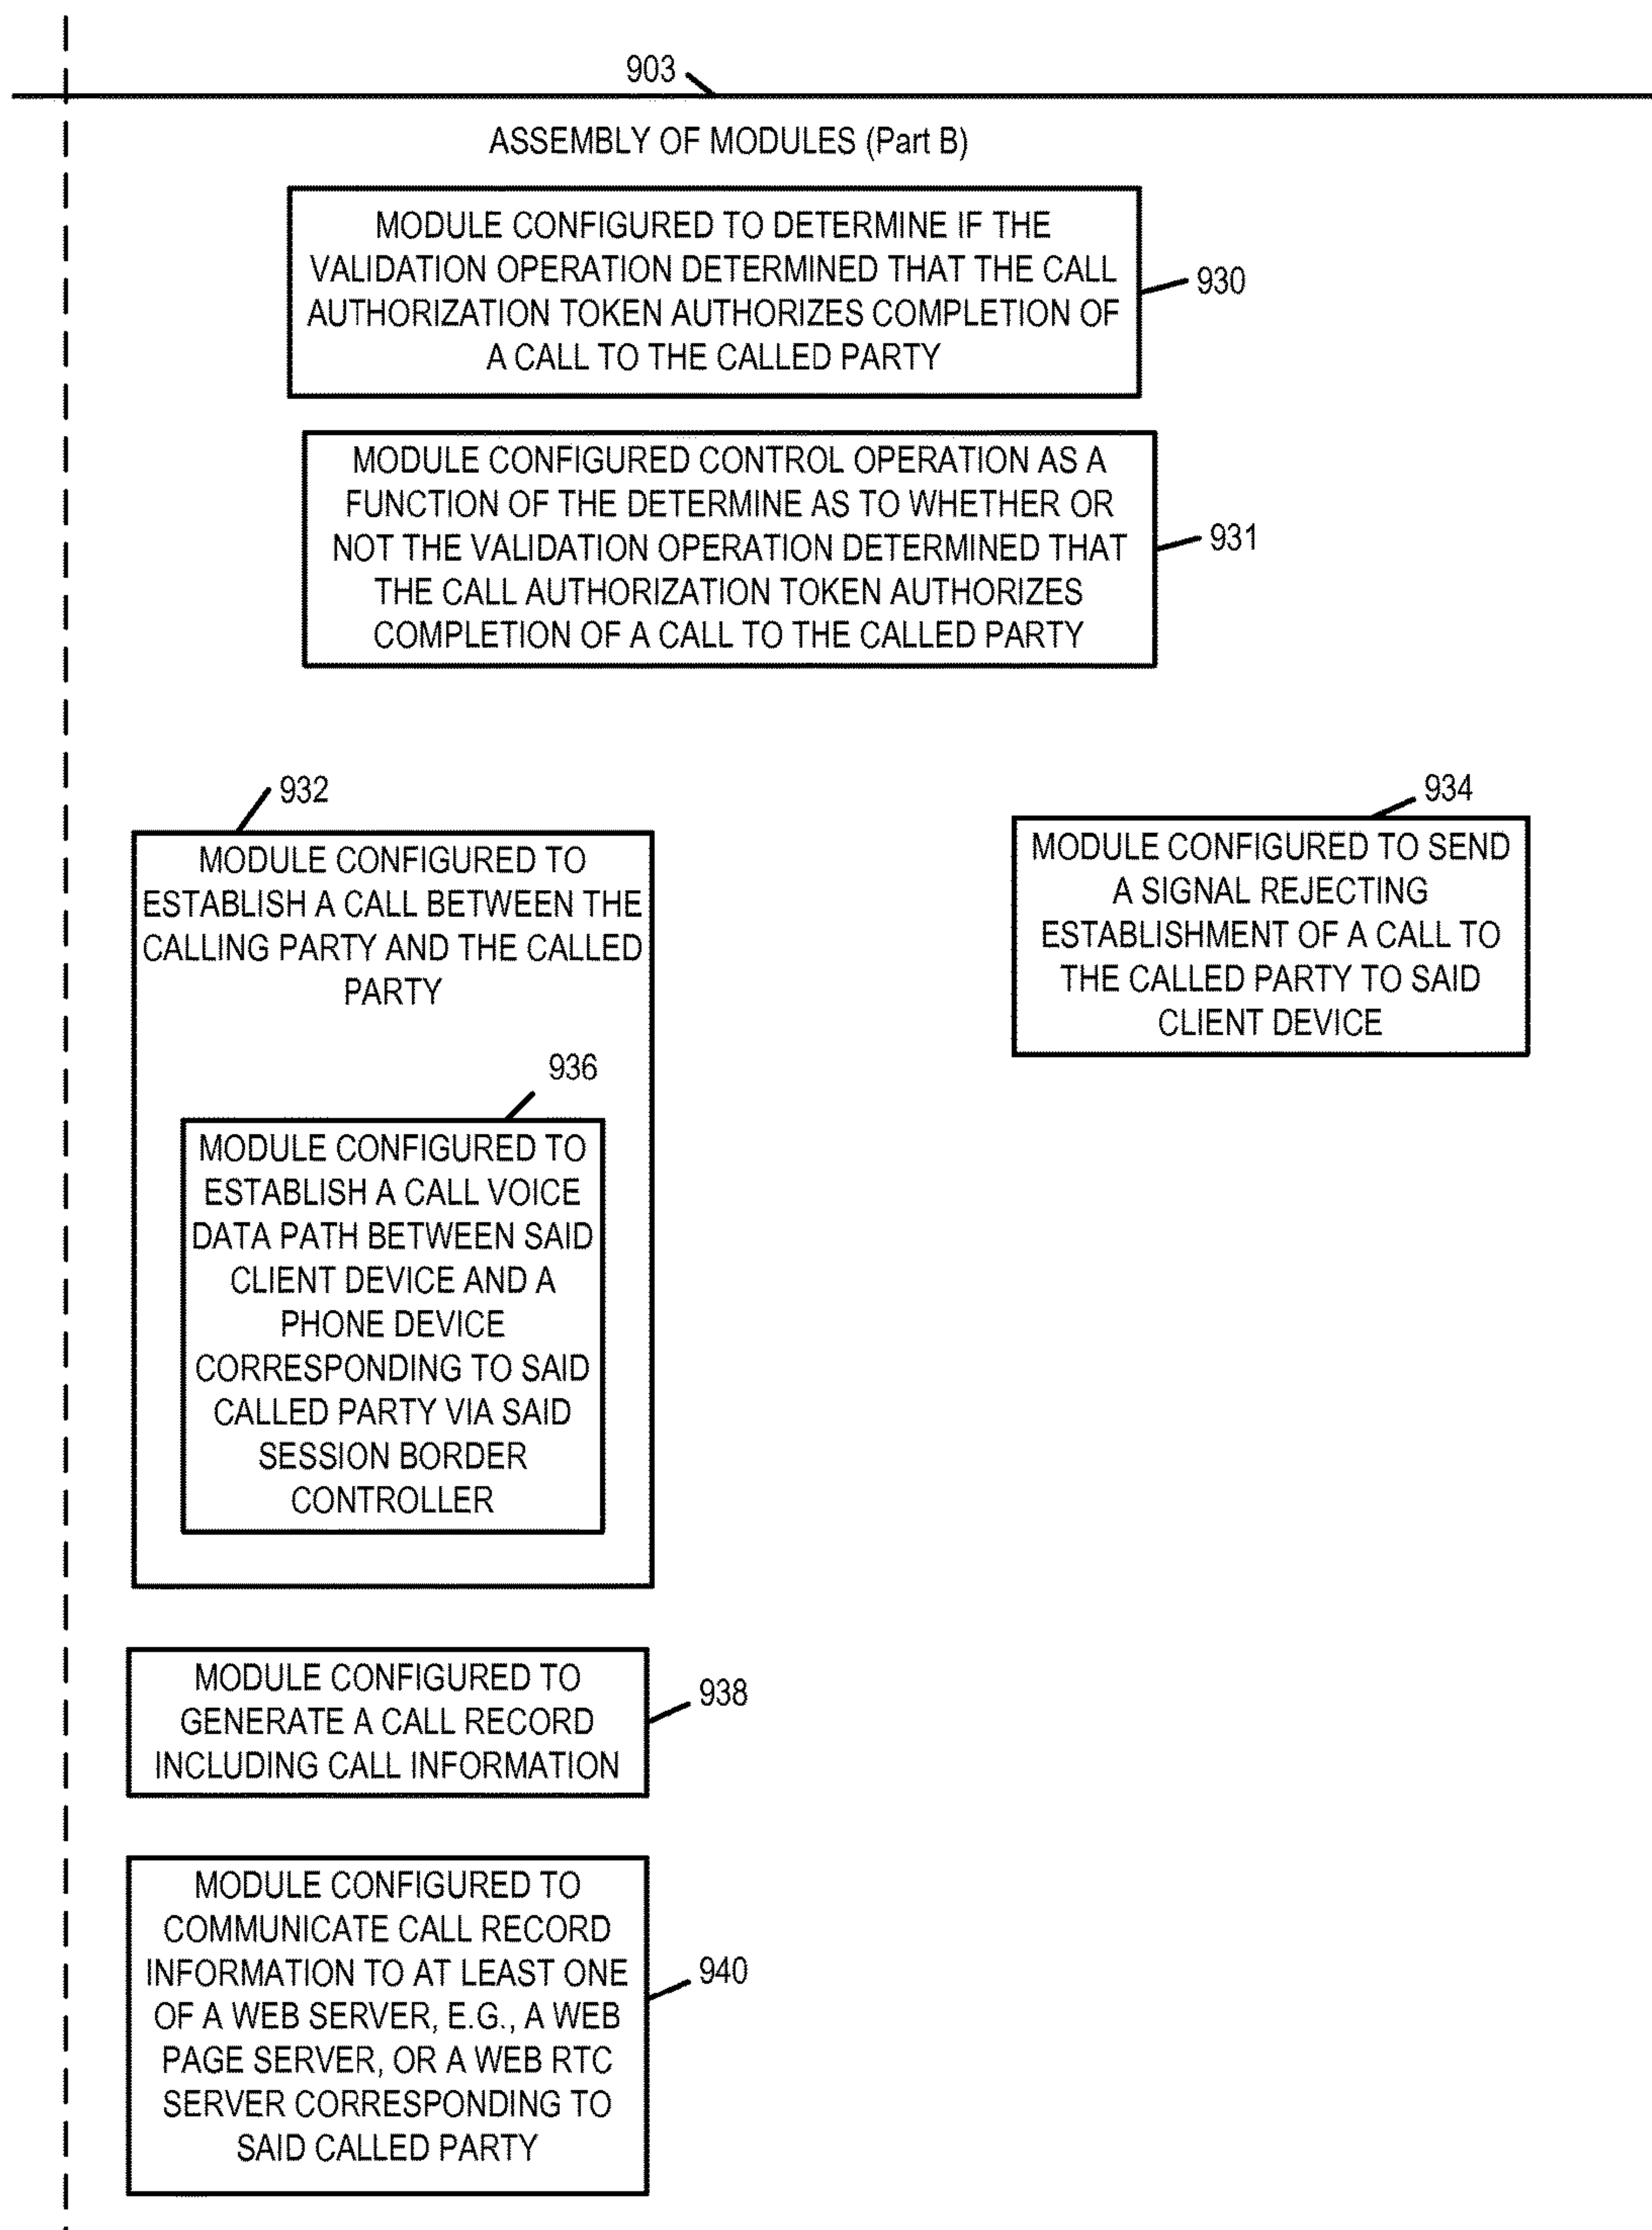 903
ASSEMBLY OF MODULES (Part B)
MODULE CONFIGURED TO DETERMINE IF THE
VALIDATION OPERATION DETERMINED THAT THE CALL
AUTHORIZATION TOKEN AUTHORIZES COMPLETION OF
A CALL TO THE CALLED PARTY
930
MODULE CONFIGURED CONTROL OPERATION AS A
FUNCTION OF THE DETERMINE AS TO WHETHER OR
NOT THE VALIDATION OPERATION DETERMINED THAT
THE CALL AUTHORIZATION TOKEN AUTHORIZES
COMPLETION OF A CALL TO THE CALLED PARTY
931
932
MODULE CONFIGURED TO
ESTABLISH A CALL BETWEEN THE
CALLING PARTY AND THE CALLED
PARTY
934
MODULE CONFIGURED TO SEND
A SIGNAL REJECTING
ESTABLISHMENT OF A CALL TO
THE CALLED PARTY TO SAID
CLIENT DEVICE
936
MODULE CONFIGURED TO
ESTABLISH A CALL VOICE
DATA PATH BETWEEN SAID
CLIENT DEVICE AND A
PHONE DEVICE
CORRESPONDING TO SAID
CALLED PARTY VIA SAID
SESSION BORDER
CONTROLLER
MODULE CONFIGURED TO
GENERATE A CALL RECORD
INCLUDING CALL INFORMATION
938
MODULE CONFIGURED TO
COMMUNICATE CALL RECORD
INFORMATION TO AT LEAST ONE
OF A WEB SERVER, E.G., A WEB
PAGE SERVER, OR A WEB RTC
SERVER CORRESPONDING TO
SAID CALLED PARTY
940